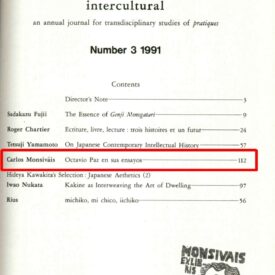 intercultural
an annual journal for transdisciplinary studies of pratiques
Number 3 1991
Contents
Director's Note 3
Sadakazu Fujii The Essence of Genji Monogatari 9
Roger Chartier Ecriture, livre, lecture : trois histoires et un futur 24
Tetsuji Yamamoto On Japanese Contemporary Intellectual History 57
Carlos Monsiváis Octavio Paz en sus ensayos 112
Hideya Kawakita's Selection : Japanese Aesthetics (2)
Iwao Nukata Kakine as Interweaving the Art of Dwelling 97
Rius michiko, mi chico, iichiko 56
MONSIVAIS
EXLIB
RIS